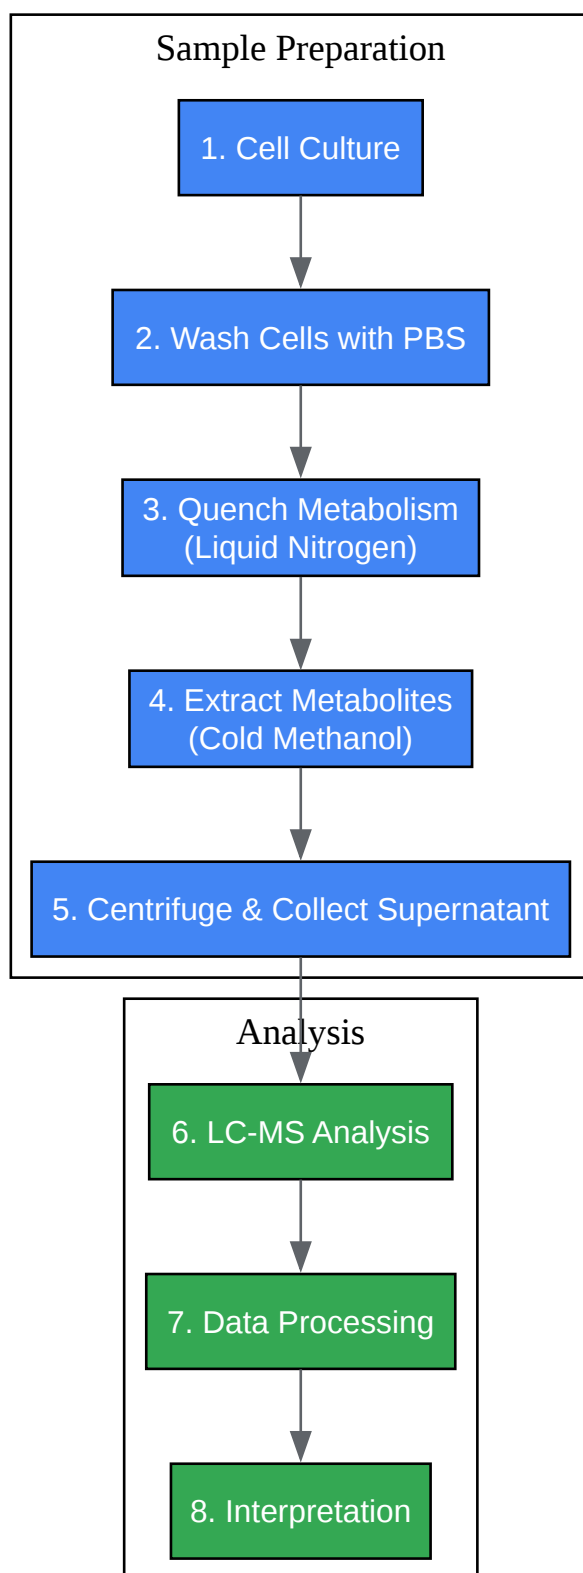 Sample Preparation
1. Cell Culture
2. Wash Cells with PBS
3. Quench Metabolism
(Liquid Nitrogen)
4. Extract Metabolites
(Cold Methanol)
5. Centrifuge & Collect Supernatant
Analysis
6. LC-MS Analysis
7. Data Processing
8. Interpretation